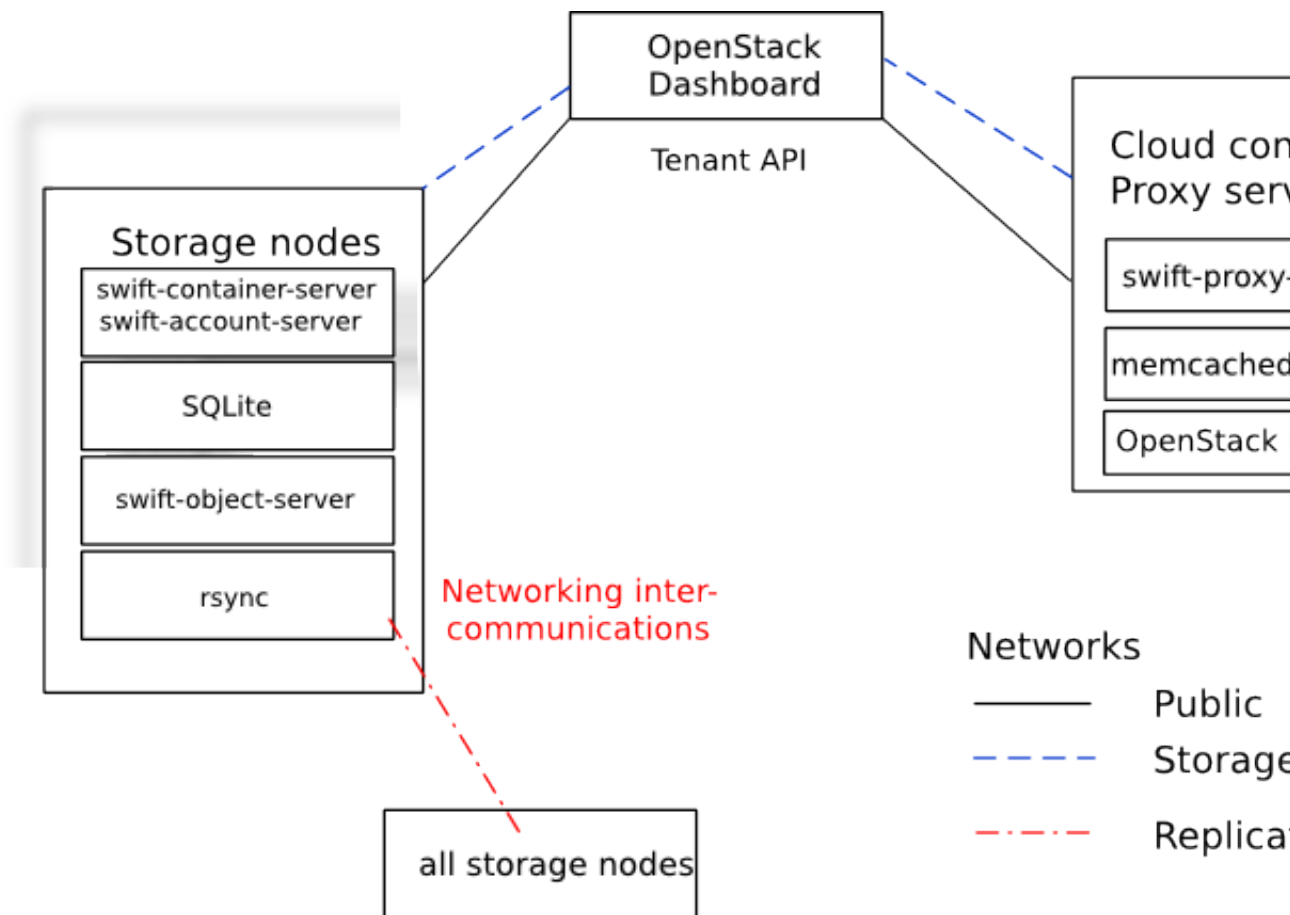 OpenStack
Dashboard
Tenant API
Storage nodes
swift-container-server
swift-account-server
SQLite
swift-object-server
rsync
Networking inter-
communications
all storage nodes
Cloud con
Proxy serv
swift-proxy-
memcached
OpenStack
Networks
Public
Storage
Replicat